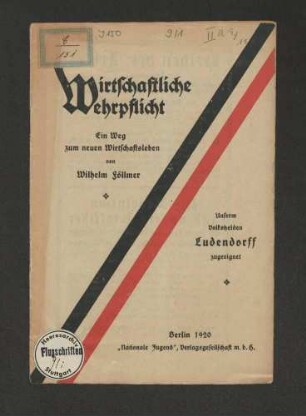 Wirtschaftliche
Wehrpflicht
Ein Weg
zum neuen Wirtschaftsleben
von
Wilhelm Föllmer
Unserm
Volkshelden
Ludendorff
zugeeignet
Heeresarchiv
Flugschriften
Stuttgart
Berlin 1920
„Nationale Jugend", Verlagsgesellschaft m. b. H.